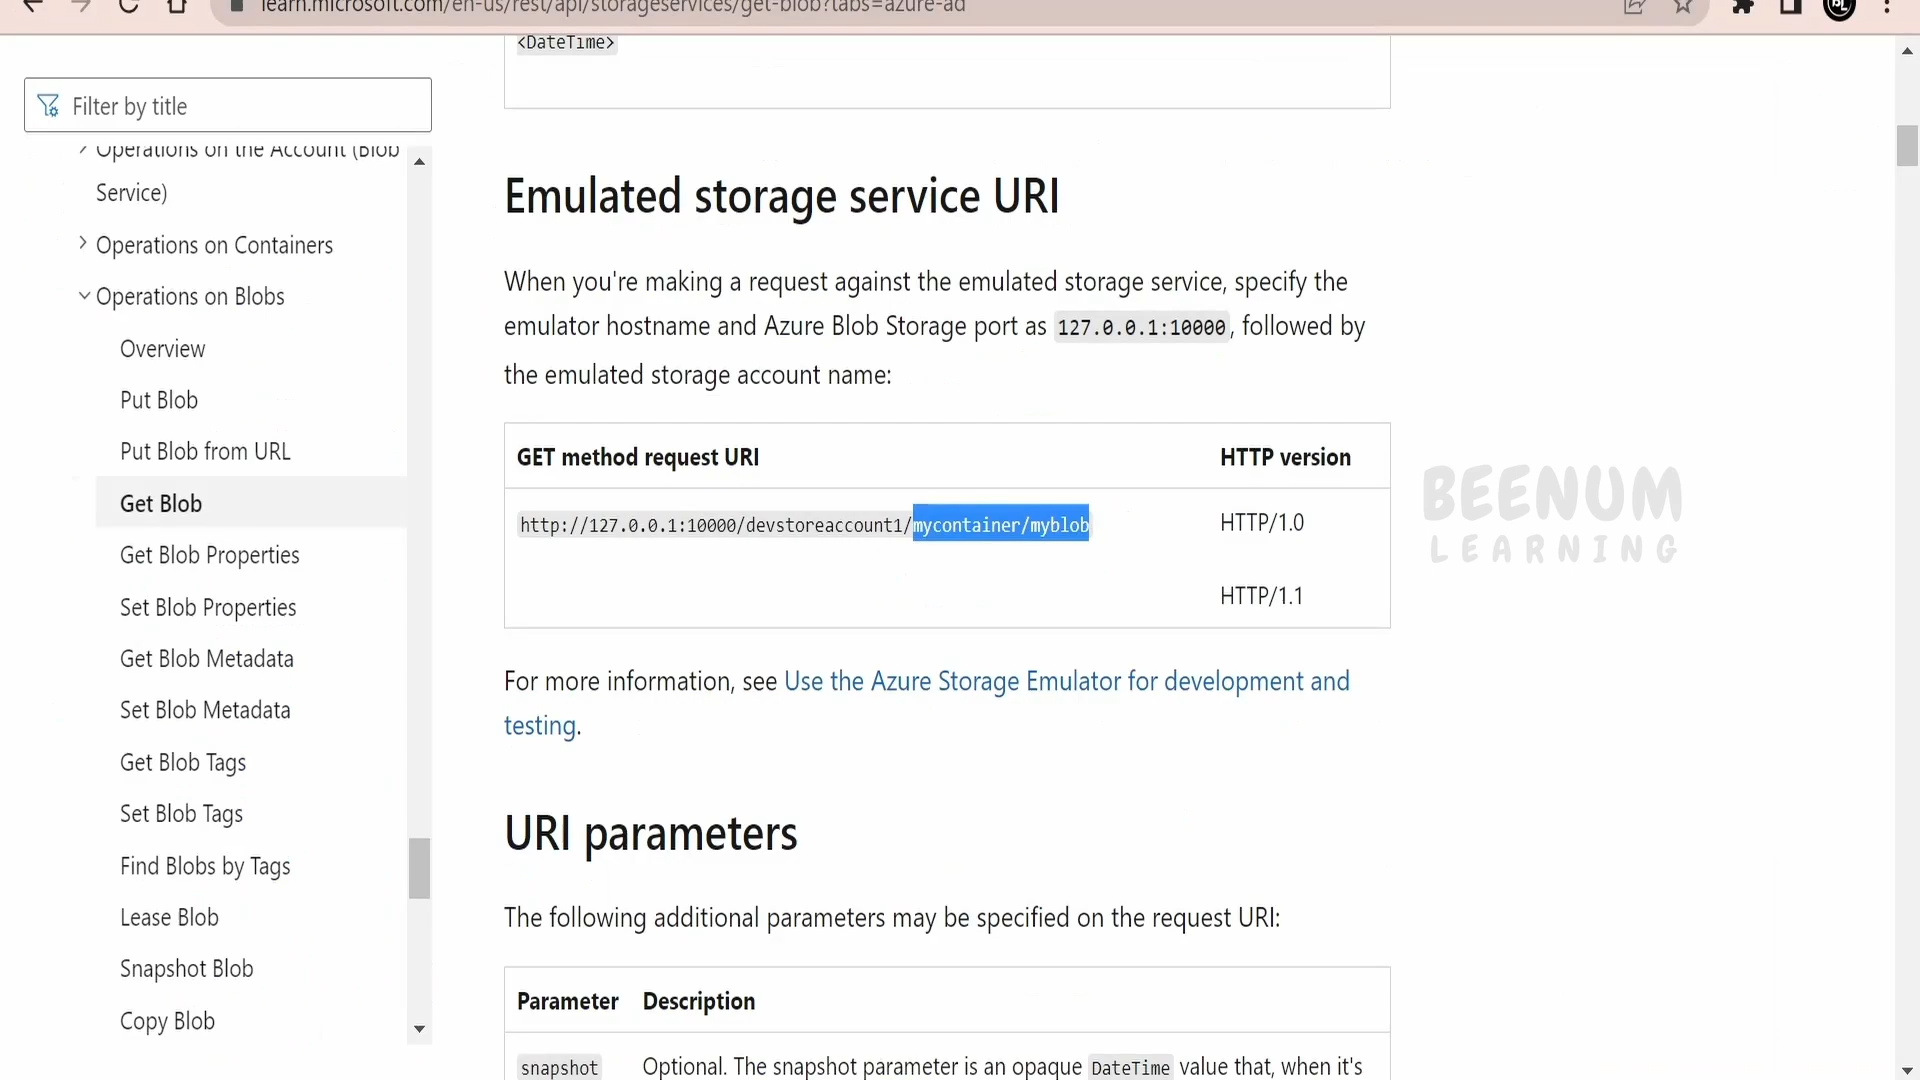 learn.microsoft.com/en-us/rest/api/storageservices/get-blob?tabs=azure-ad
<DateTime>
Filter by title
Operations on the Account (Blob
Service)
Operations on Containers
Operations on Blobs
Overview
Put Blob
Put Blob from URL
Get Blob
Get Blob Properties
Set Blob Properties
Get Blob Metadata
Set Blob Metadata
Get Blob Tags
Set Blob Tags
Find Blobs by Tags
Lease Blob
Snapshot Blob
Copy Blob
Emulated storage service URI
When you're making a request against the emulated storage service, specify the
emulator hostname and Azure Blob Storage port as 127.0.0.1:10000, followed by
the emulated storage account name:
GET method request URI HTTP version
http://127.0.0.1:10000/devstoreaccount1/mycontainer/myblob HTTP/1.0
HTTP/1.1
For more information, see Use the Azure Storage Emulator for development and
testing.
URI parameters
The following additional parameters may be specified on the request URI:
Parameter Description
snapshot Optional. The snapshot parameter is an opaque DateTime value that, when it's
BEENUM
LEARNING